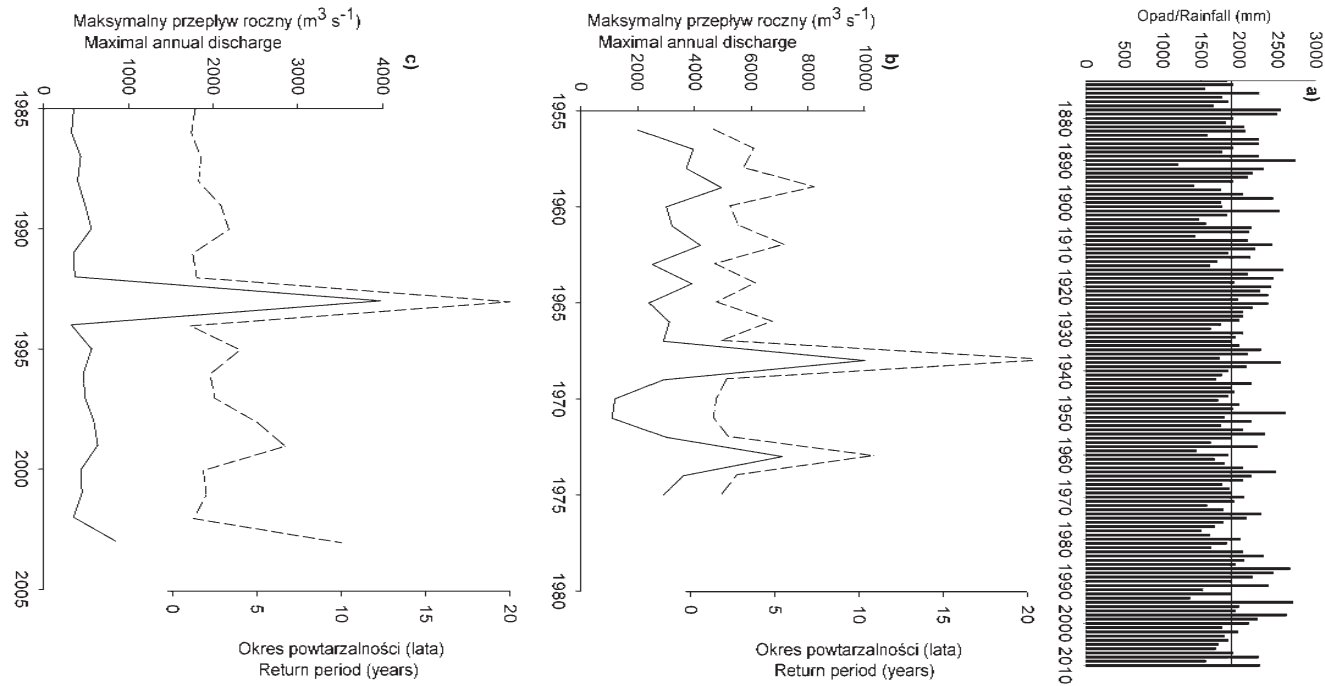 a)
Opad/Rainfall (mm)
0 500 1000 1500 2000 2500 3000
1880 1890 1900 1910 1920 1930 1940 1950 1960 1970 1980 1990 2000 2010
b)
Maksymalny przepływ roczny (m³ s⁻¹)
Maximal annual discharge
0 2000 4000 6000 8000 10000
1955 1960 1965 1970 1975 1980
0 5 10 15 20
Okres powtarzalności (lata)
Return period (years)
c)
Maksymalny przepływ roczny (m³ s⁻¹)
Maximal annual discharge
0 1000 2000 3000 4000
1985 1990 1995 2000 2005
0 5 10 15 20
Okres powtarzalności (lata)
Return period (years)